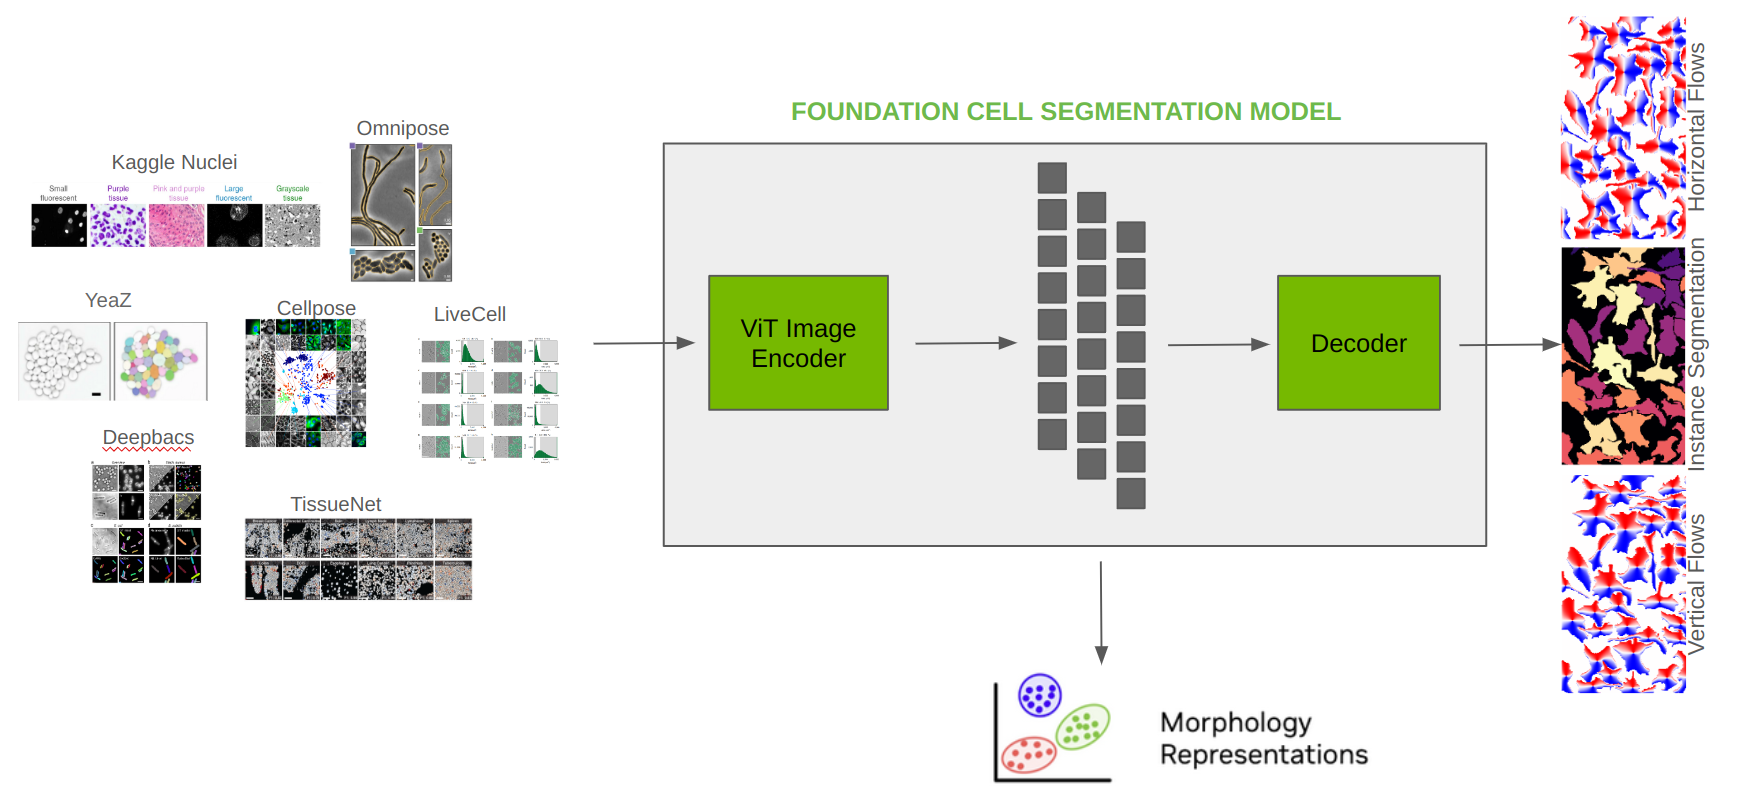 FOUNDATION CELL SEGMENTATION MODEL
Omnipose
Kaggle Nuclei
Small
fluorescent
Purple
tissue
Pink and purple
tissue
Large
fluorescent
Grayscale
tissue
YeaZ
Cellpose
LiveCell
Deepbacs
TissueNet
ViT Image
Encoder
Decoder
Horizontal Flows
Instance Segmentation
Vertical Flows
Morphology
Representations